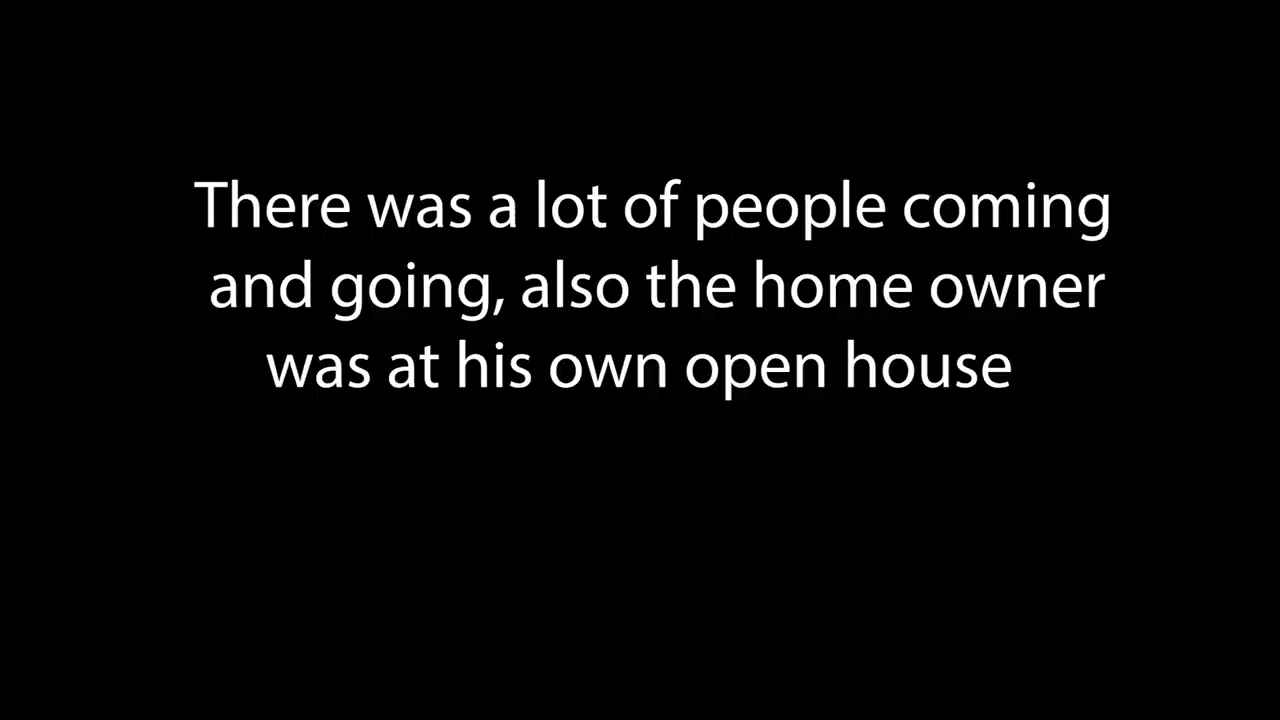 There was a lot of people coming
and going, also the home owner
was at his own open house